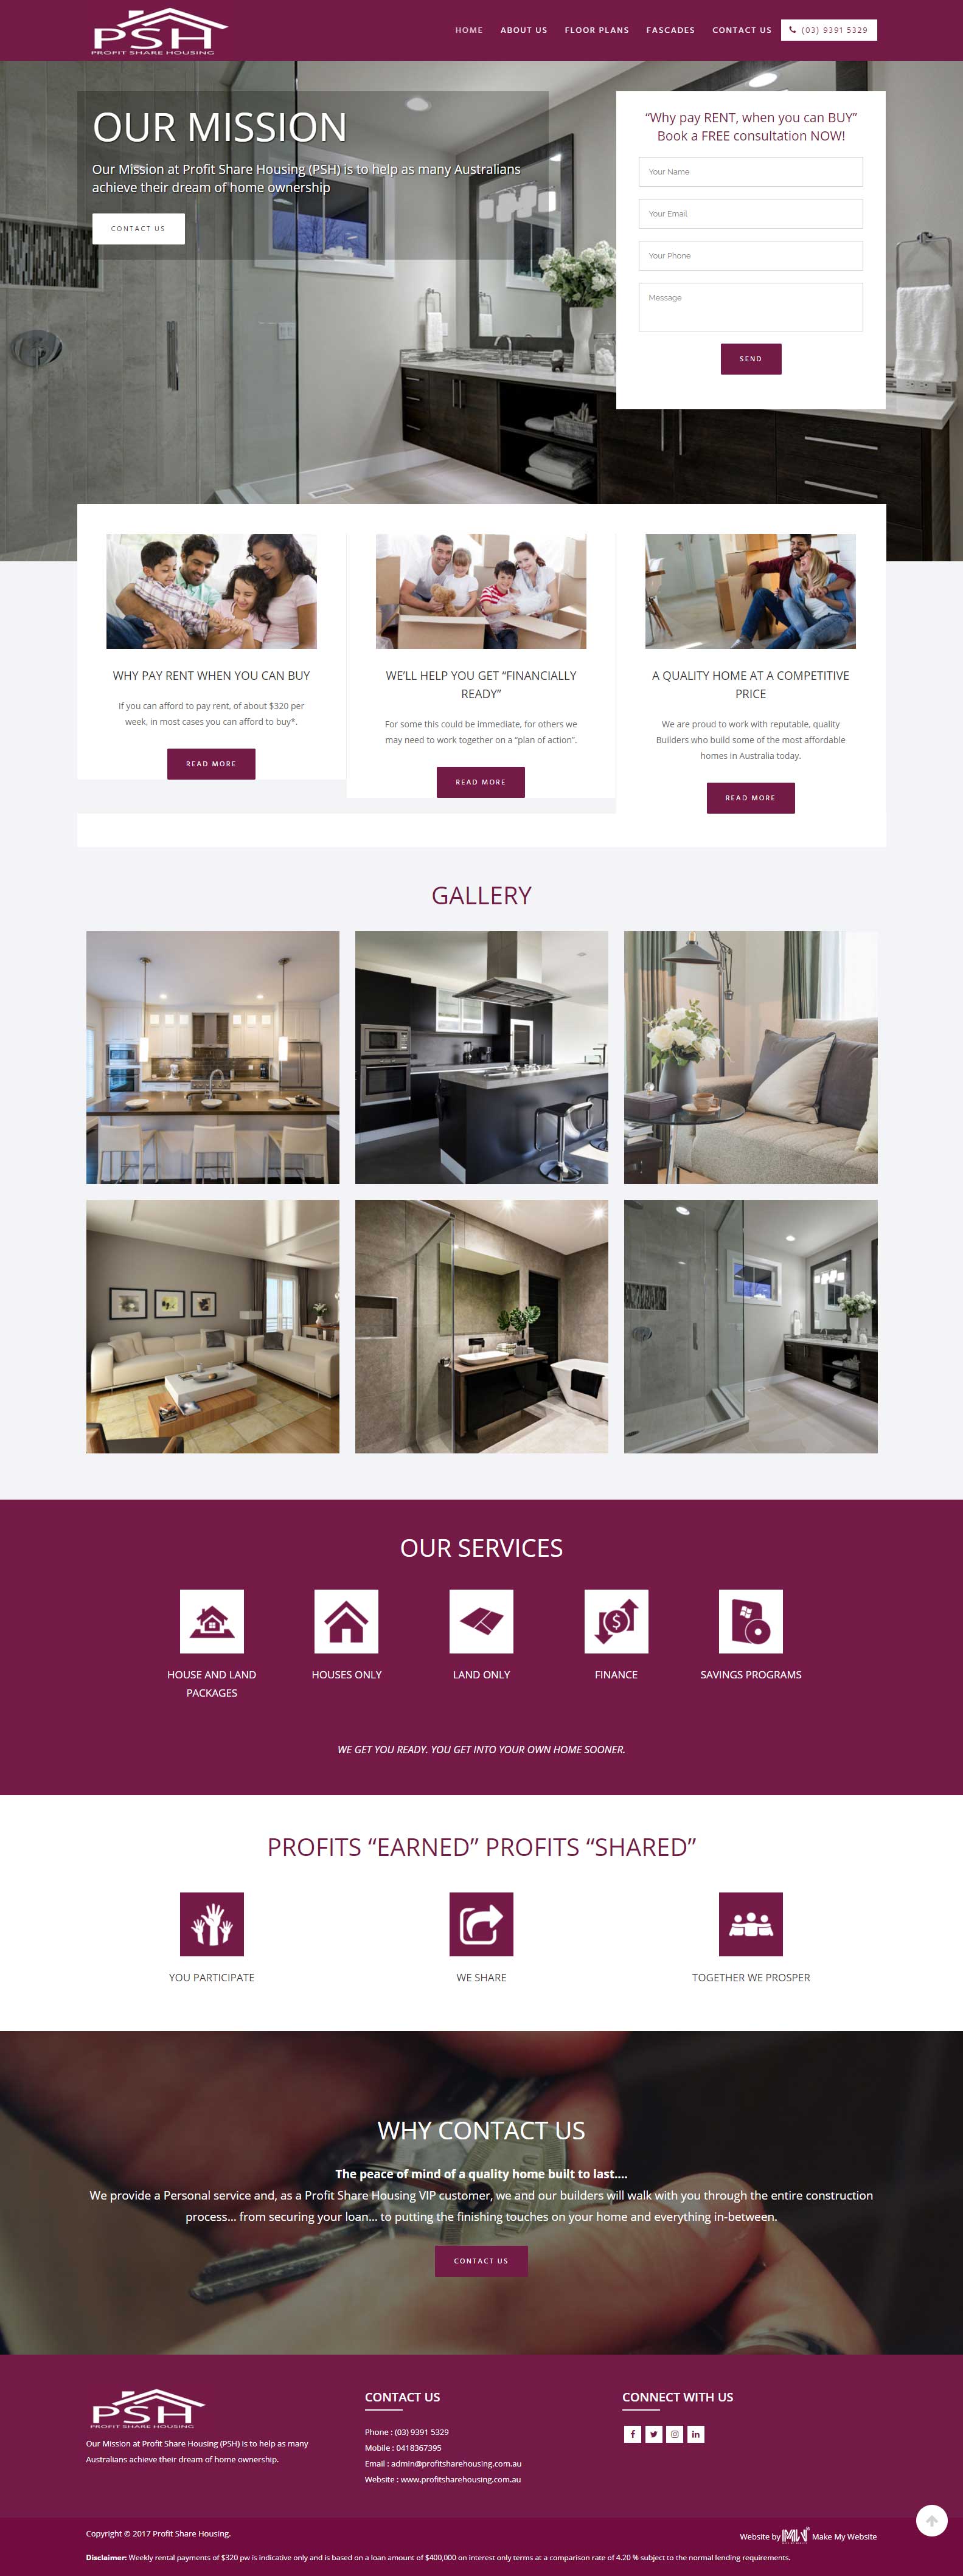 PSH
PROFIT SHARE HOUSING
HOME
ABOUT US
FLOOR PLANS
FASCADES
CONTACT US
(03) 9391 5329
OUR MISSION
Our Mission at Profit Share Housing (PSH) is to help as many Australians
achieve their dream of home ownership
CONTACT US
“Why pay RENT, when you can BUY”
Book a FREE consultation NOW!
Your Name
Your Email
Your Phone
Message
SEND
WHY PAY RENT WHEN YOU CAN BUY
If you can afford to pay rent, of about $320 per
week, in most cases you can afford to buy*.
READ MORE
WE’LL HELP YOU GET “FINANCIALLY
READY”
For some this could be immediate, for others we
may need to work together on a “plan of action”.
READ MORE
A QUALITY HOME AT A COMPETITIVE
PRICE
We are proud to work with reputable, quality
Builders who build some of the most affordable
homes in Australia today.
READ MORE
GALLERY
OUR SERVICES
HOUSE AND LAND
PACKAGES
HOUSES ONLY
LAND ONLY
FINANCE
SAVINGS PROGRAMS
WE GET YOU READY. YOU GET INTO YOUR OWN HOME SOONER.
PROFITS “EARNED” PROFITS “SHARED”
YOU PARTICIPATE
WE SHARE
TOGETHER WE PROSPER
WHY CONTACT US
The peace of mind of a quality home built to last....
We provide a Personal service and, as a Profit Share Housing VIP customer, we and our builders will walk with you through the entire construction
process... from securing your loan... to putting the finishing touches on your home and everything in-between.
CONTACT US
PSH
PROFIT SHARE HOUSING
Our Mission at Profit Share Housing (PSH) is to help as many
Australians achieve their dream of home ownership.
CONTACT US
Phone : (03) 9391 5329
Mobile : 0418367395
Email : admin@profitsharehousing.com.au
Website : www.profitsharehousing.com.au
CONNECT WITH US
Copyright © 2017 Profit Share Housing.
Website by MMW Make My Website
Disclaimer: Weekly rental payments of $320 pw is indicative only and is based on a loan amount of $400,000 on interest only terms at a comparison rate of 4.20 % subject to the normal lending requirements.